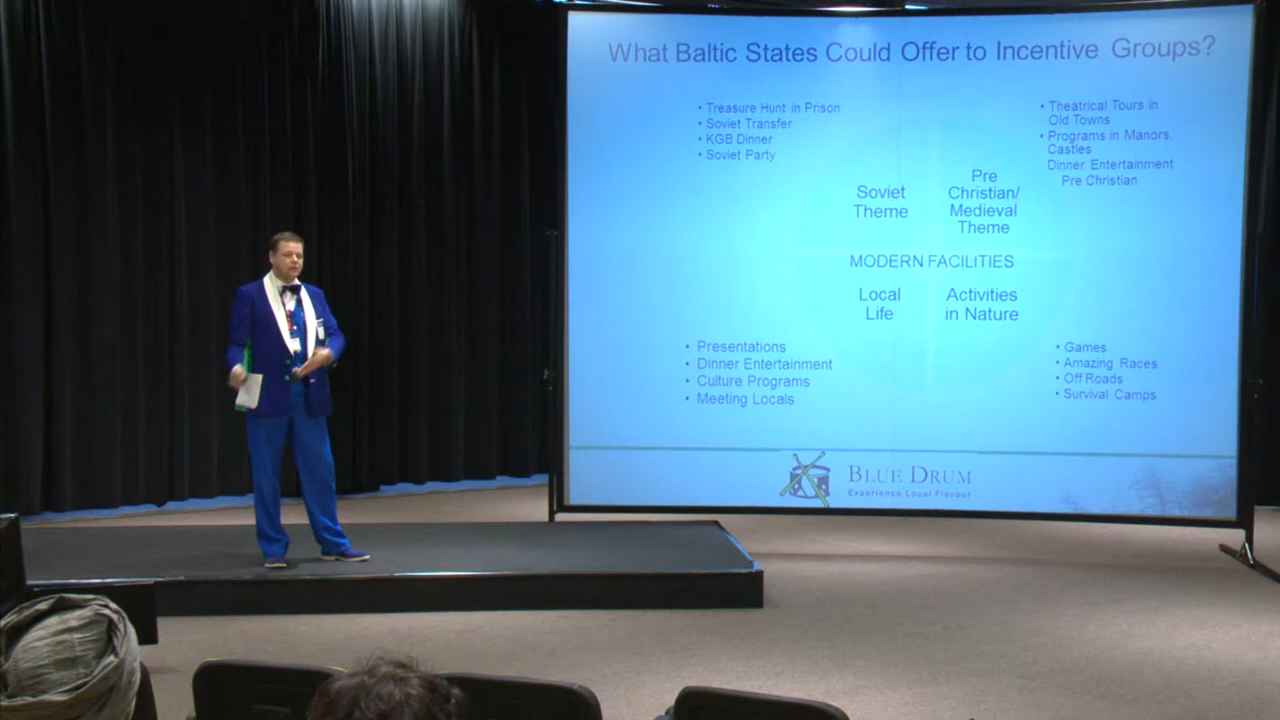 What Baltic States Could Offer to Incentive Groups?
• Treasure Hunt in Prison
• Soviet Transfer
• KGB Dinner
• Soviet Party
• Theatrical Tours in
Old Towns
• Programs in Manors,
Castles
Dinner Entertainment
Pre Christian
Soviet
Theme
Pre
Christian/
Medieval
Theme
MODERN FACILITIES
Local
Life
Activities
in Nature
• Presentations
• Dinner Entertainment
• Culture Programs
• Meeting Locals
• Games
• Amazing Races
• Off Roads
• Survival Camps
BLUE DRUM
Experience Local Flavour